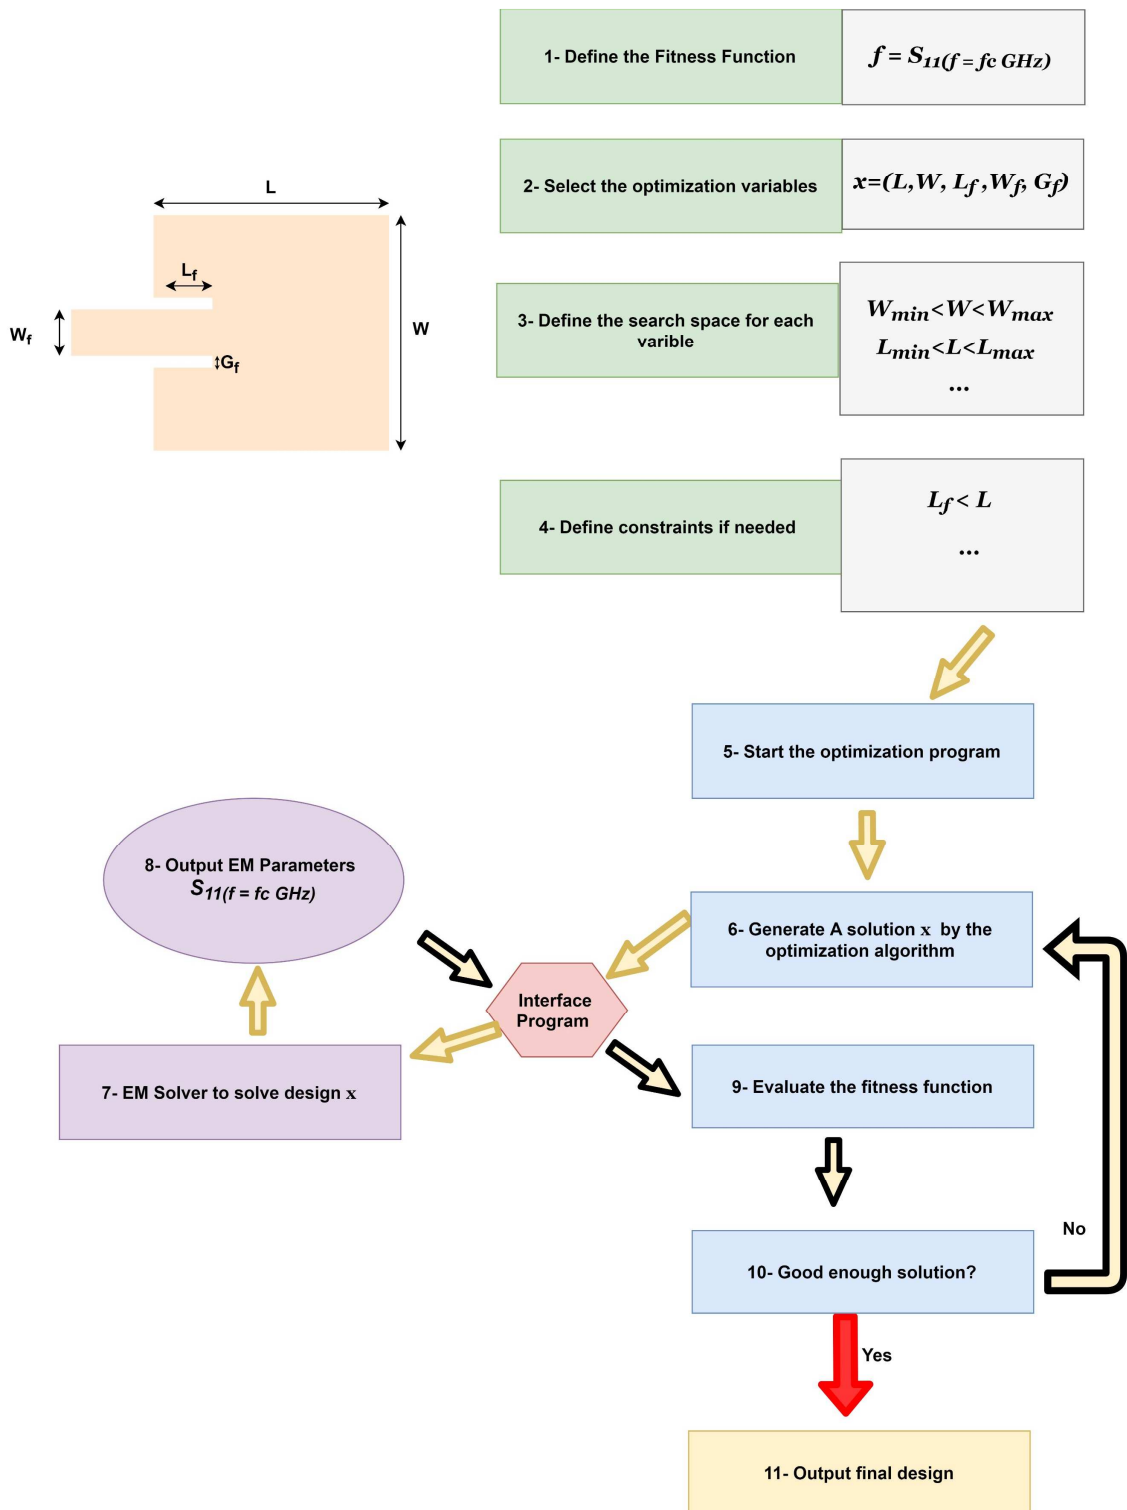 1- Define the Fitness Function
f = S11(f = fc GHz)
2- Select the optimization variables
x=(L,W, Lf ,Wf, Gf)
3- Define the search space for each
varible
Wmin<W<Wmax
Lmin<L<Lmax
...
4- Define constraints if needed
Lf < L
...
L
Lf
Wf
W
Gf
5- Start the optimization program
6- Generate A solution x by the
optimization algorithm
Interface
Program
7- EM Solver to solve design x
8- Output EM Parameters
S11(f = fc GHz)
9- Evaluate the fitness function
10- Good enough solution?
No
Yes
11- Output final design